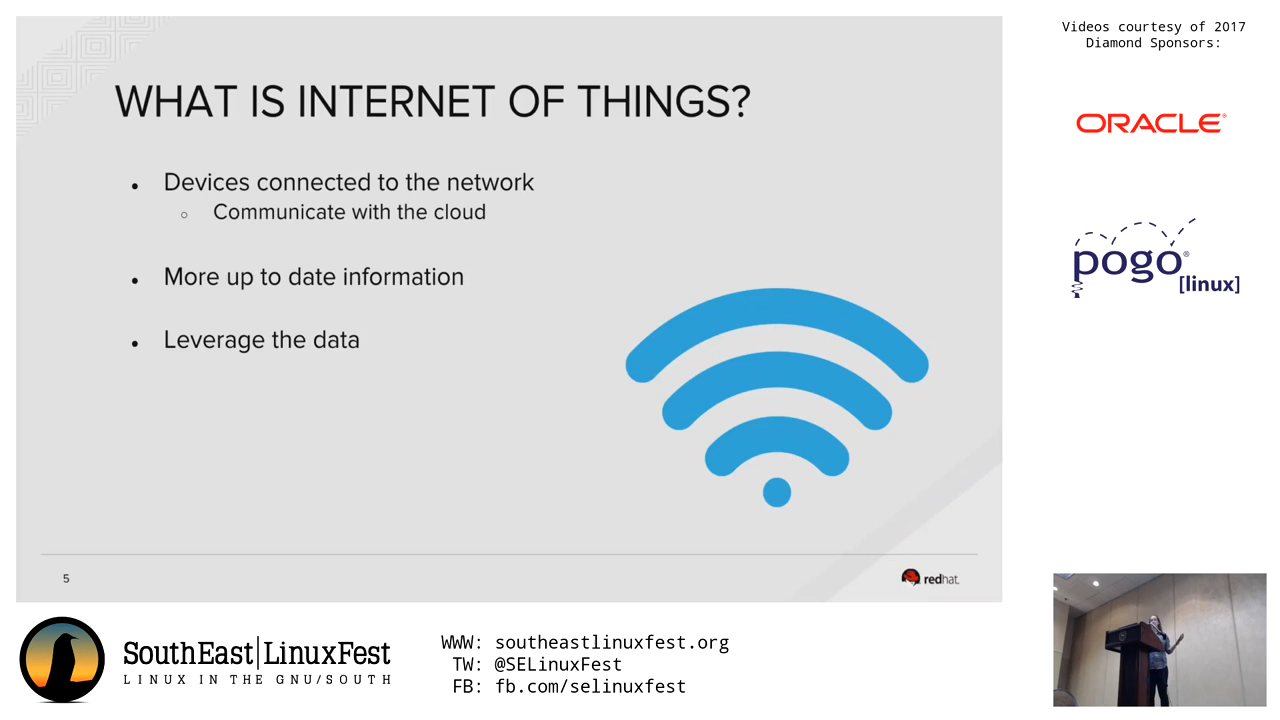 WHAT IS INTERNET OF THINGS?
• Devices connected to the network
○ Communicate with the cloud
• More up to date information
• Leverage the data
5
redhat.
Videos courtesy of 2017
Diamond Sponsors:
ORACLE®
pogo®
[linux]
SouthEast|LinuxFest
LINUX IN THE GNU/SOUTH
WWW: southeastlinuxfest.org
TW: @SELinuxFest
FB: fb.com/selinuxfest